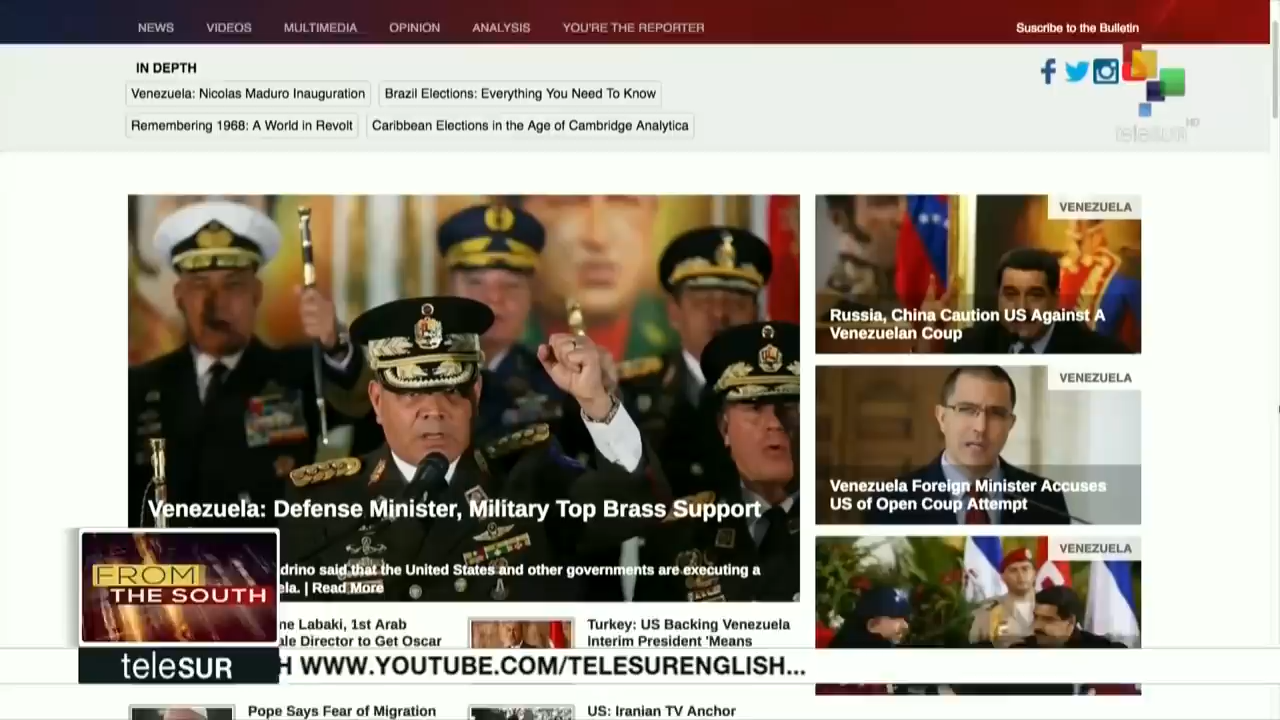 NEWS VIDEOS MULTIMEDIA OPINION ANALYSIS YOU'RE THE REPORTER Suscribe to the Bulletin
IN DEPTH
Venezuela: Nicolas Maduro Inauguration Brazil Elections: Everything You Need To Know
Remembering 1968: A World in Revolt Caribbean Elections in the Age of Cambridge Analytica
teleSUR HD
VENEZUELA
Russia, China Caution US Against A
Venezuelan Coup
VENEZUELA
Venezuela Foreign Minister Accuses
US of Open Coup Attempt
VENEZUELA
Venezuela: Defense Minister, Military Top Brass Support
drino said that the United States and other governments are executing a
ela. | Read More
FROM
THE SOUTH
ne Labaki, 1st Arab
ale Director to Get Oscar
Turkey: US Backing Venezuela
Interim President 'Means
teleSUR
H WWW.YOUTUBE.COM/TELESURENGLISH...
Pope Says Fear of Migration
US: Iranian TV Anchor